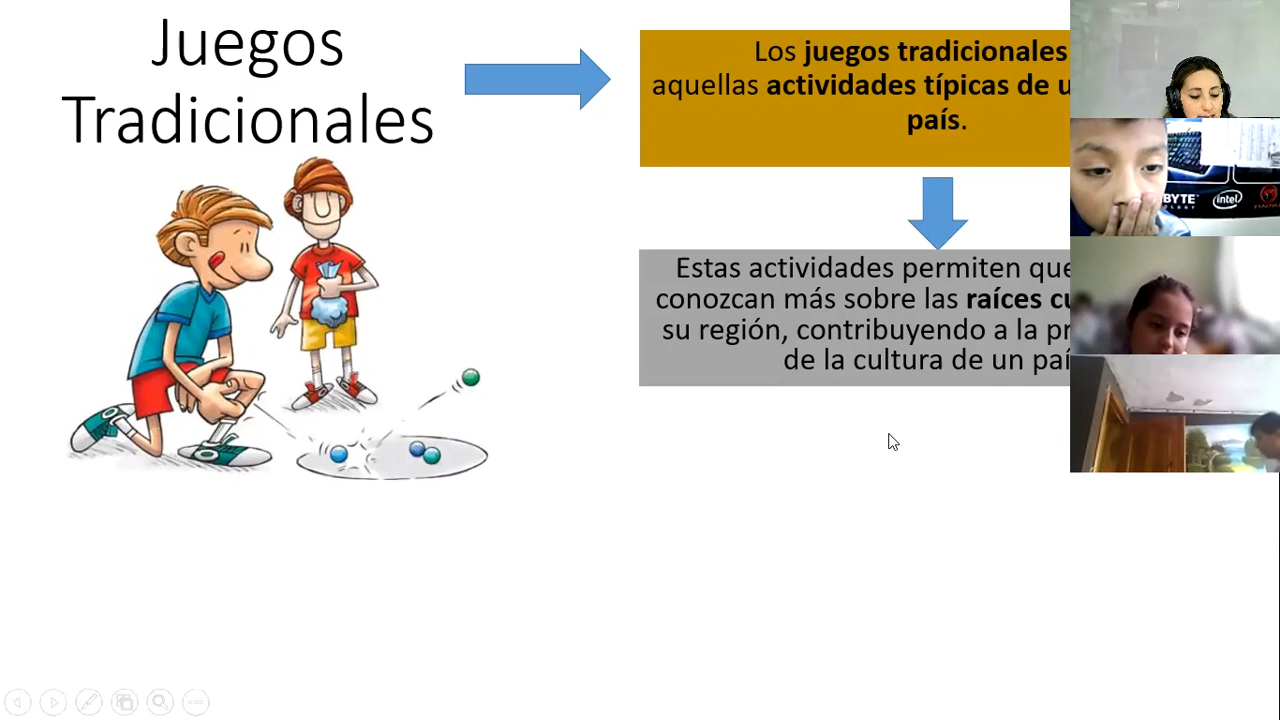 Juegos
Tradicionales
Los juegos tradicionales
aquellas actividades típicas de
país.
Estas actividades permiten que
conozcan más sobre las raíces
su región, contribuyendo a la
de la cultura de un
BYTE
intel